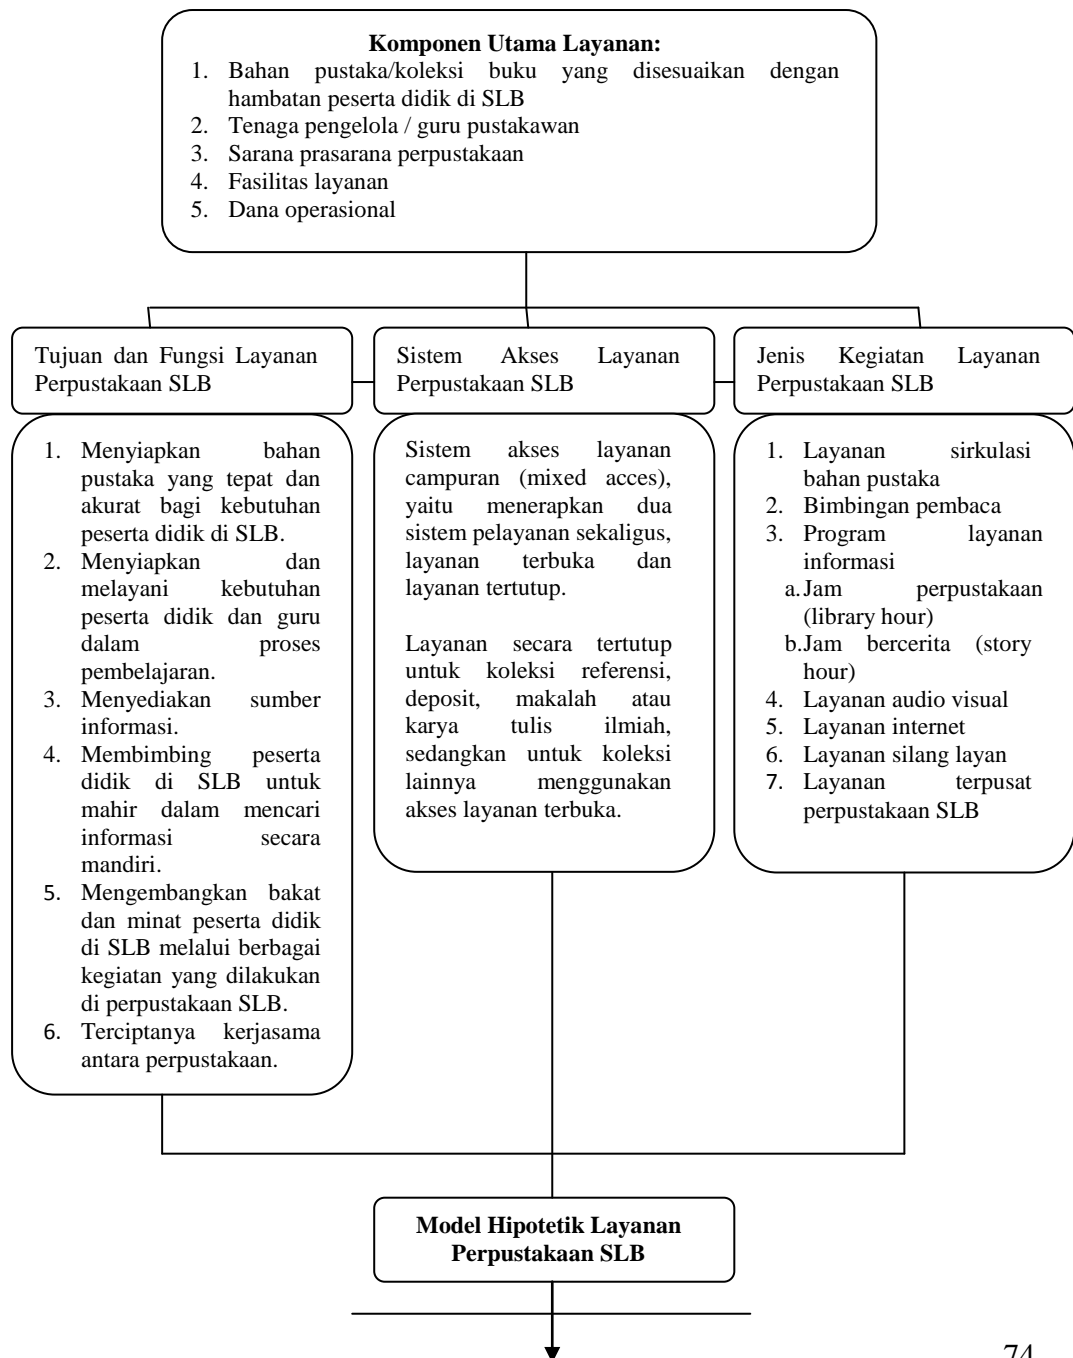 Komponen Utama Layanan:
1. Bahan pustaka/koleksi buku yang disesuaikan dengan
hambatan peserta didik di SLB
2. Tenaga pengelola / guru pustakawan
3. Sarana prasarana perpustakaan
4. Fasilitas layanan
5. Dana operasional
Tujuan dan Fungsi Layanan
Perpustakaan SLB
Sistem Akses Layanan
Perpustakaan SLB
Jenis Kegiatan Layanan
Perpustakaan SLB
1. Menyiapkan bahan
pustaka yang tepat dan
akurat bagi kebutuhan
peserta didik di SLB.
2. Menyiapkan dan
melayani kebutuhan
peserta didik dan guru
dalam proses
pembelajaran.
3. Menyediakan sumber
informasi.
4. Membimbing peserta
didik di SLB untuk
mahir dalam mencari
informasi secara
mandiri.
5. Mengembangkan bakat
dan minat peserta didik
di SLB melalui berbagai
kegiatan yang dilakukan
di perpustakaan SLB.
6. Terciptanya kerjasama
antara perpustakaan.
Sistem akses layanan
campuran (mixed acces),
yaitu menerapkan dua
sistem pelayanan sekaligus,
layanan terbuka dan
layanan tertutup.
Layanan secara tertutup
untuk koleksi referensi,
deposit, makalah atau
karya tulis ilmiah,
sedangkan untuk koleksi
lainnya menggunakan
akses layanan terbuka.
1. Layanan sirkulasi
bahan pustaka
2. Bimbingan pembaca
3. Program layanan
informasi
a. Jam perpustakaan
(library hour)
b. Jam bercerita (story
hour)
4. Layanan audio visual
5. Layanan internet
6. Layanan silang layan
7. Layanan terpusat
perpustakaan SLB
Model Hipotetik Layanan
Perpustakaan SLB
74